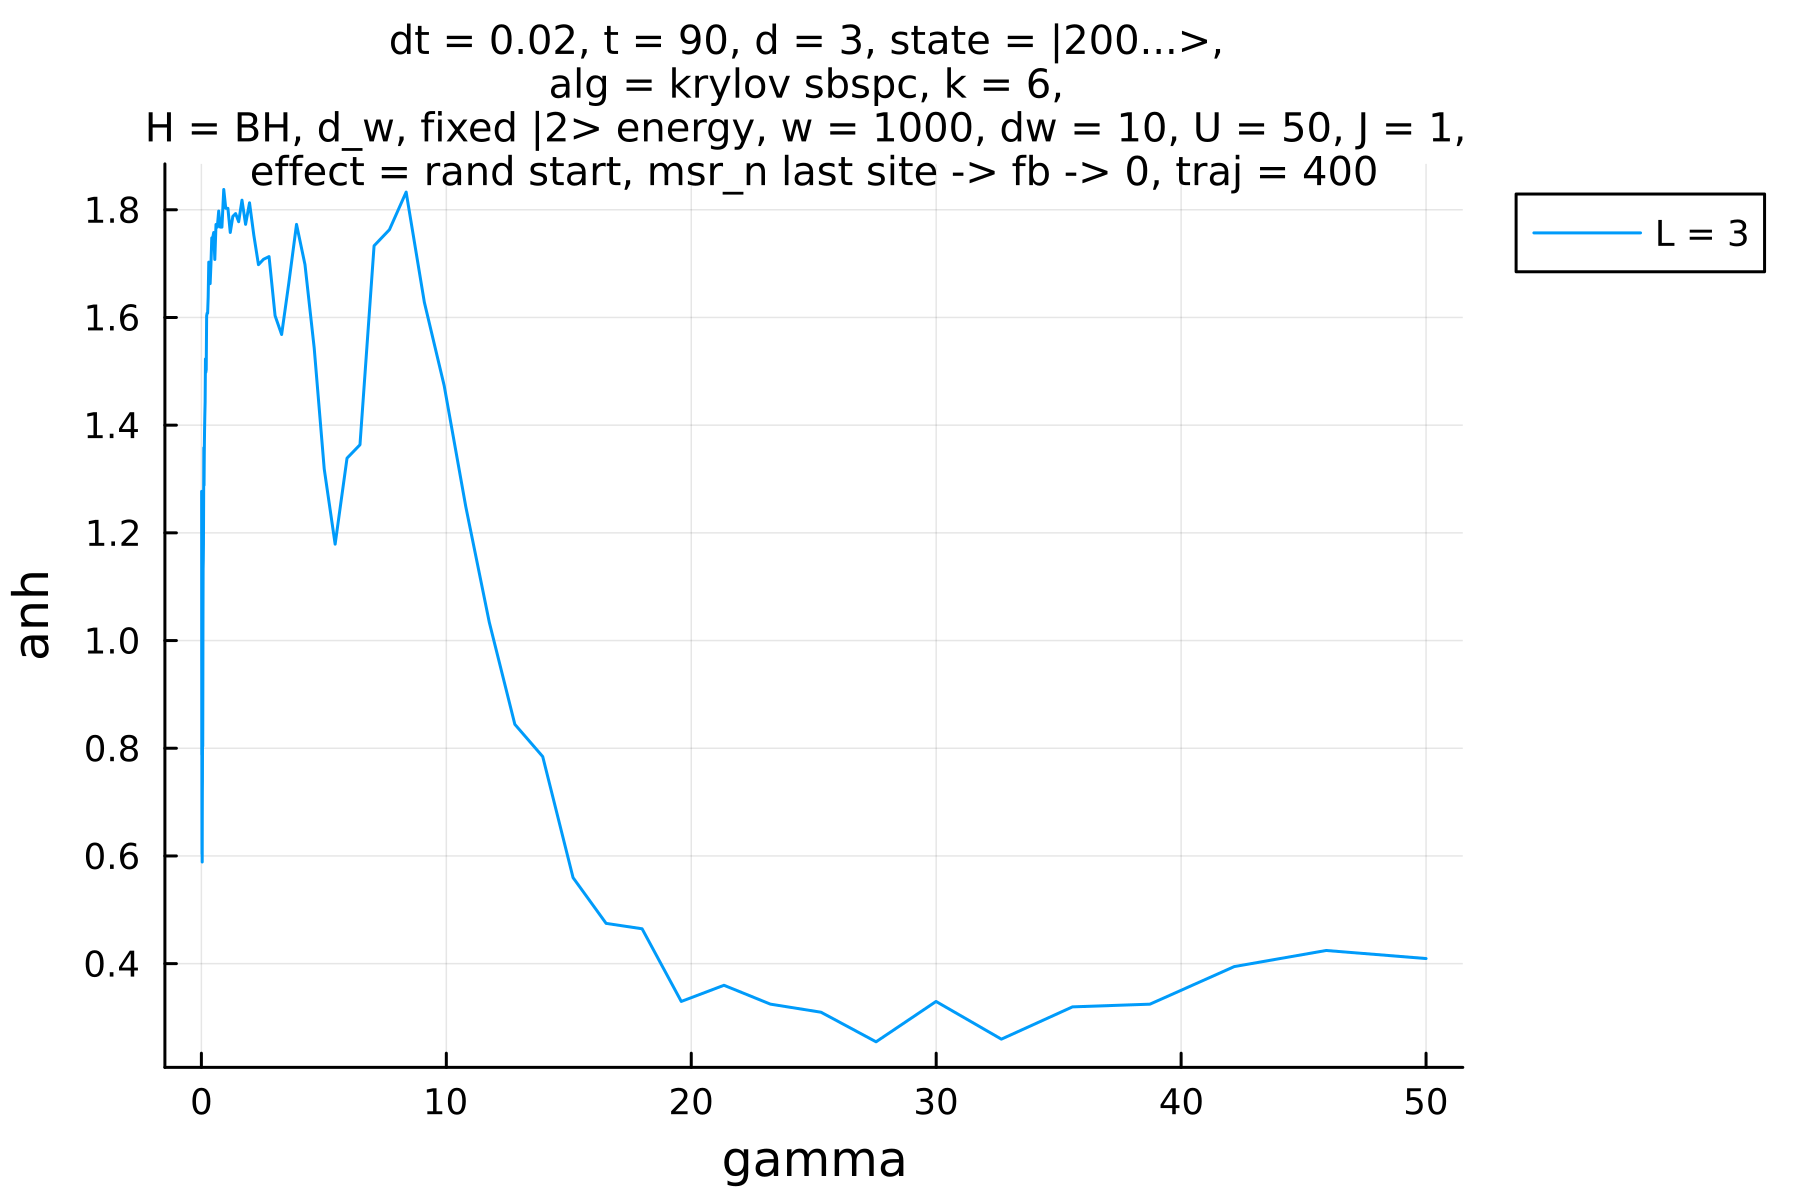 dt = 0.02, t = 90, d = 3, state = |200...>,
alg = krylov sbspc, k = 6,
H = BH, d_w, fixed |2> energy, w = 1000, dw = 10, U = 50, J = 1,
effect = rand start, msr_n last site -> fb -> 0, traj = 400
L = 3
1.8
1.6
1.4
1.2
1.0
0.8
0.6
0.4
anh
0 10 20 30 40 50
gamma